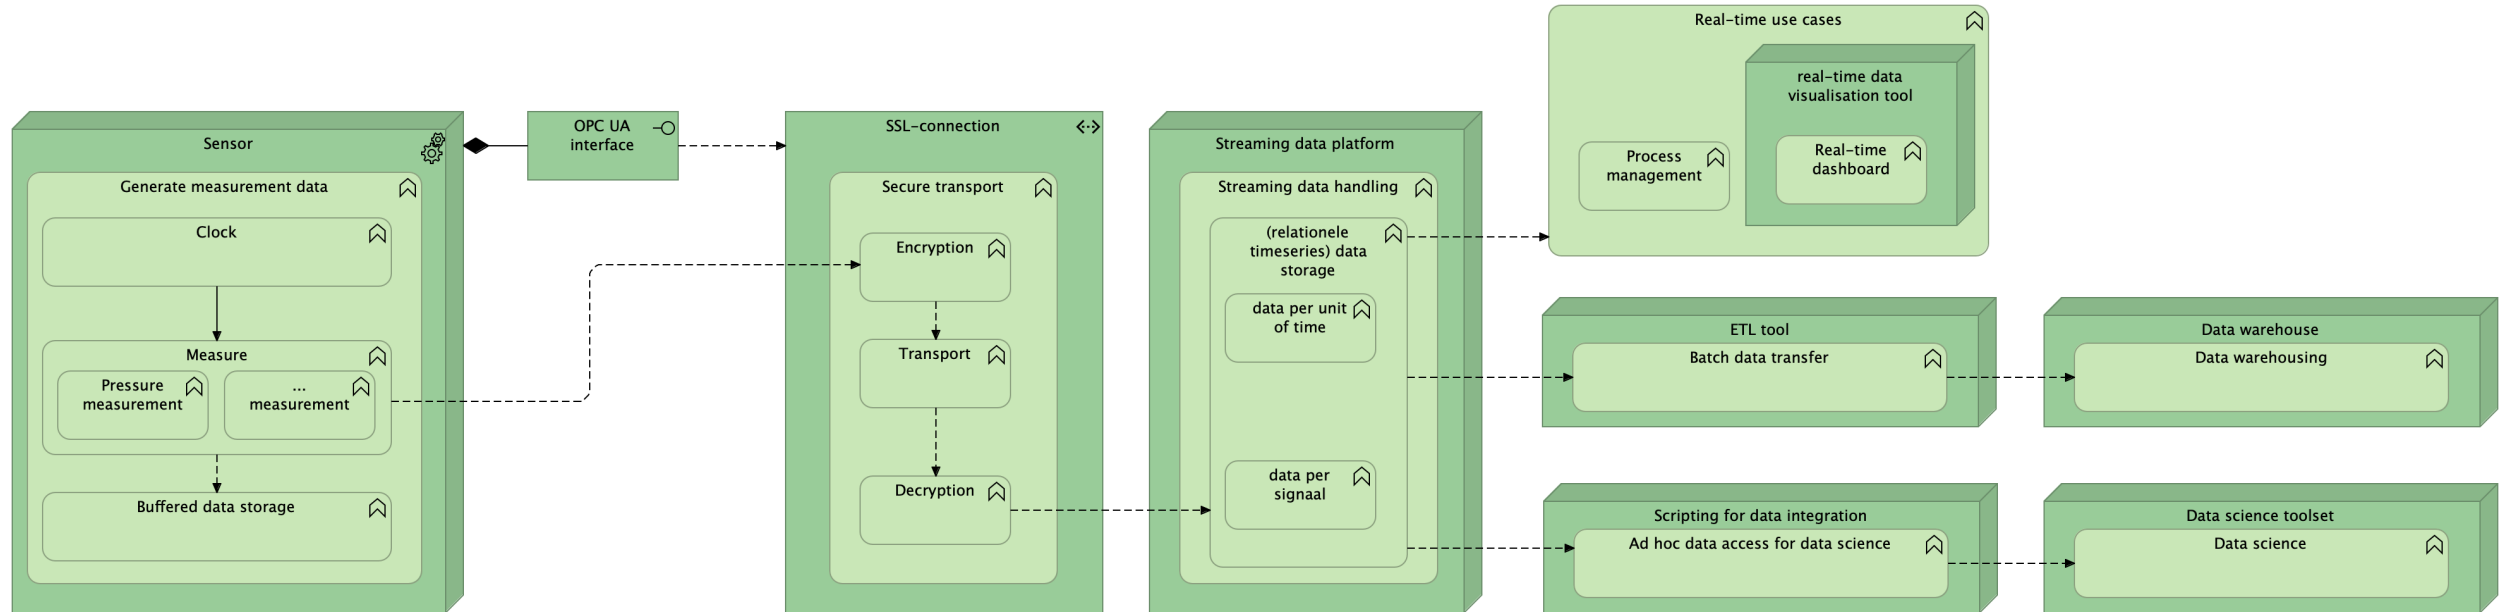 Sensor
Generate measurement data
Clock
Measure
Pressure
measurement
...
measurement
Buffered data storage
OPC UA
interface
SSL-connection
Secure transport
Encryption
Transport
Decryption
Streaming data platform
Streaming data handling
(relationele
timeseries) data
storage
data per unit
of time
data per
signaal
Real-time use cases
Process
management
real-time data
visualisation tool
Real-time
dashboard
ETL tool
Batch data transfer
Data warehouse
Data warehousing
Scripting for data integration
Ad hoc data access for data science
Data science toolset
Data science